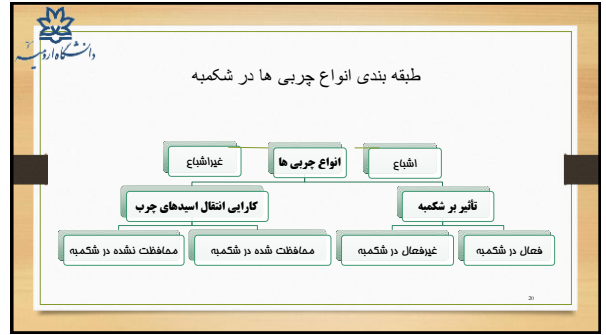 دانشگاه ارومیه
طبقه بندی انواع چربی ها در شکمبه
اشباع
انواع چربی ها
غیراشباع
تأثیر بر شکمبه
کارایی انتقال اسیدهای چرب
فعال در شکمبه
غیرفعال در شکمبه
محافظت شده در شکمبه
محافظت نشده در شکمبه
20